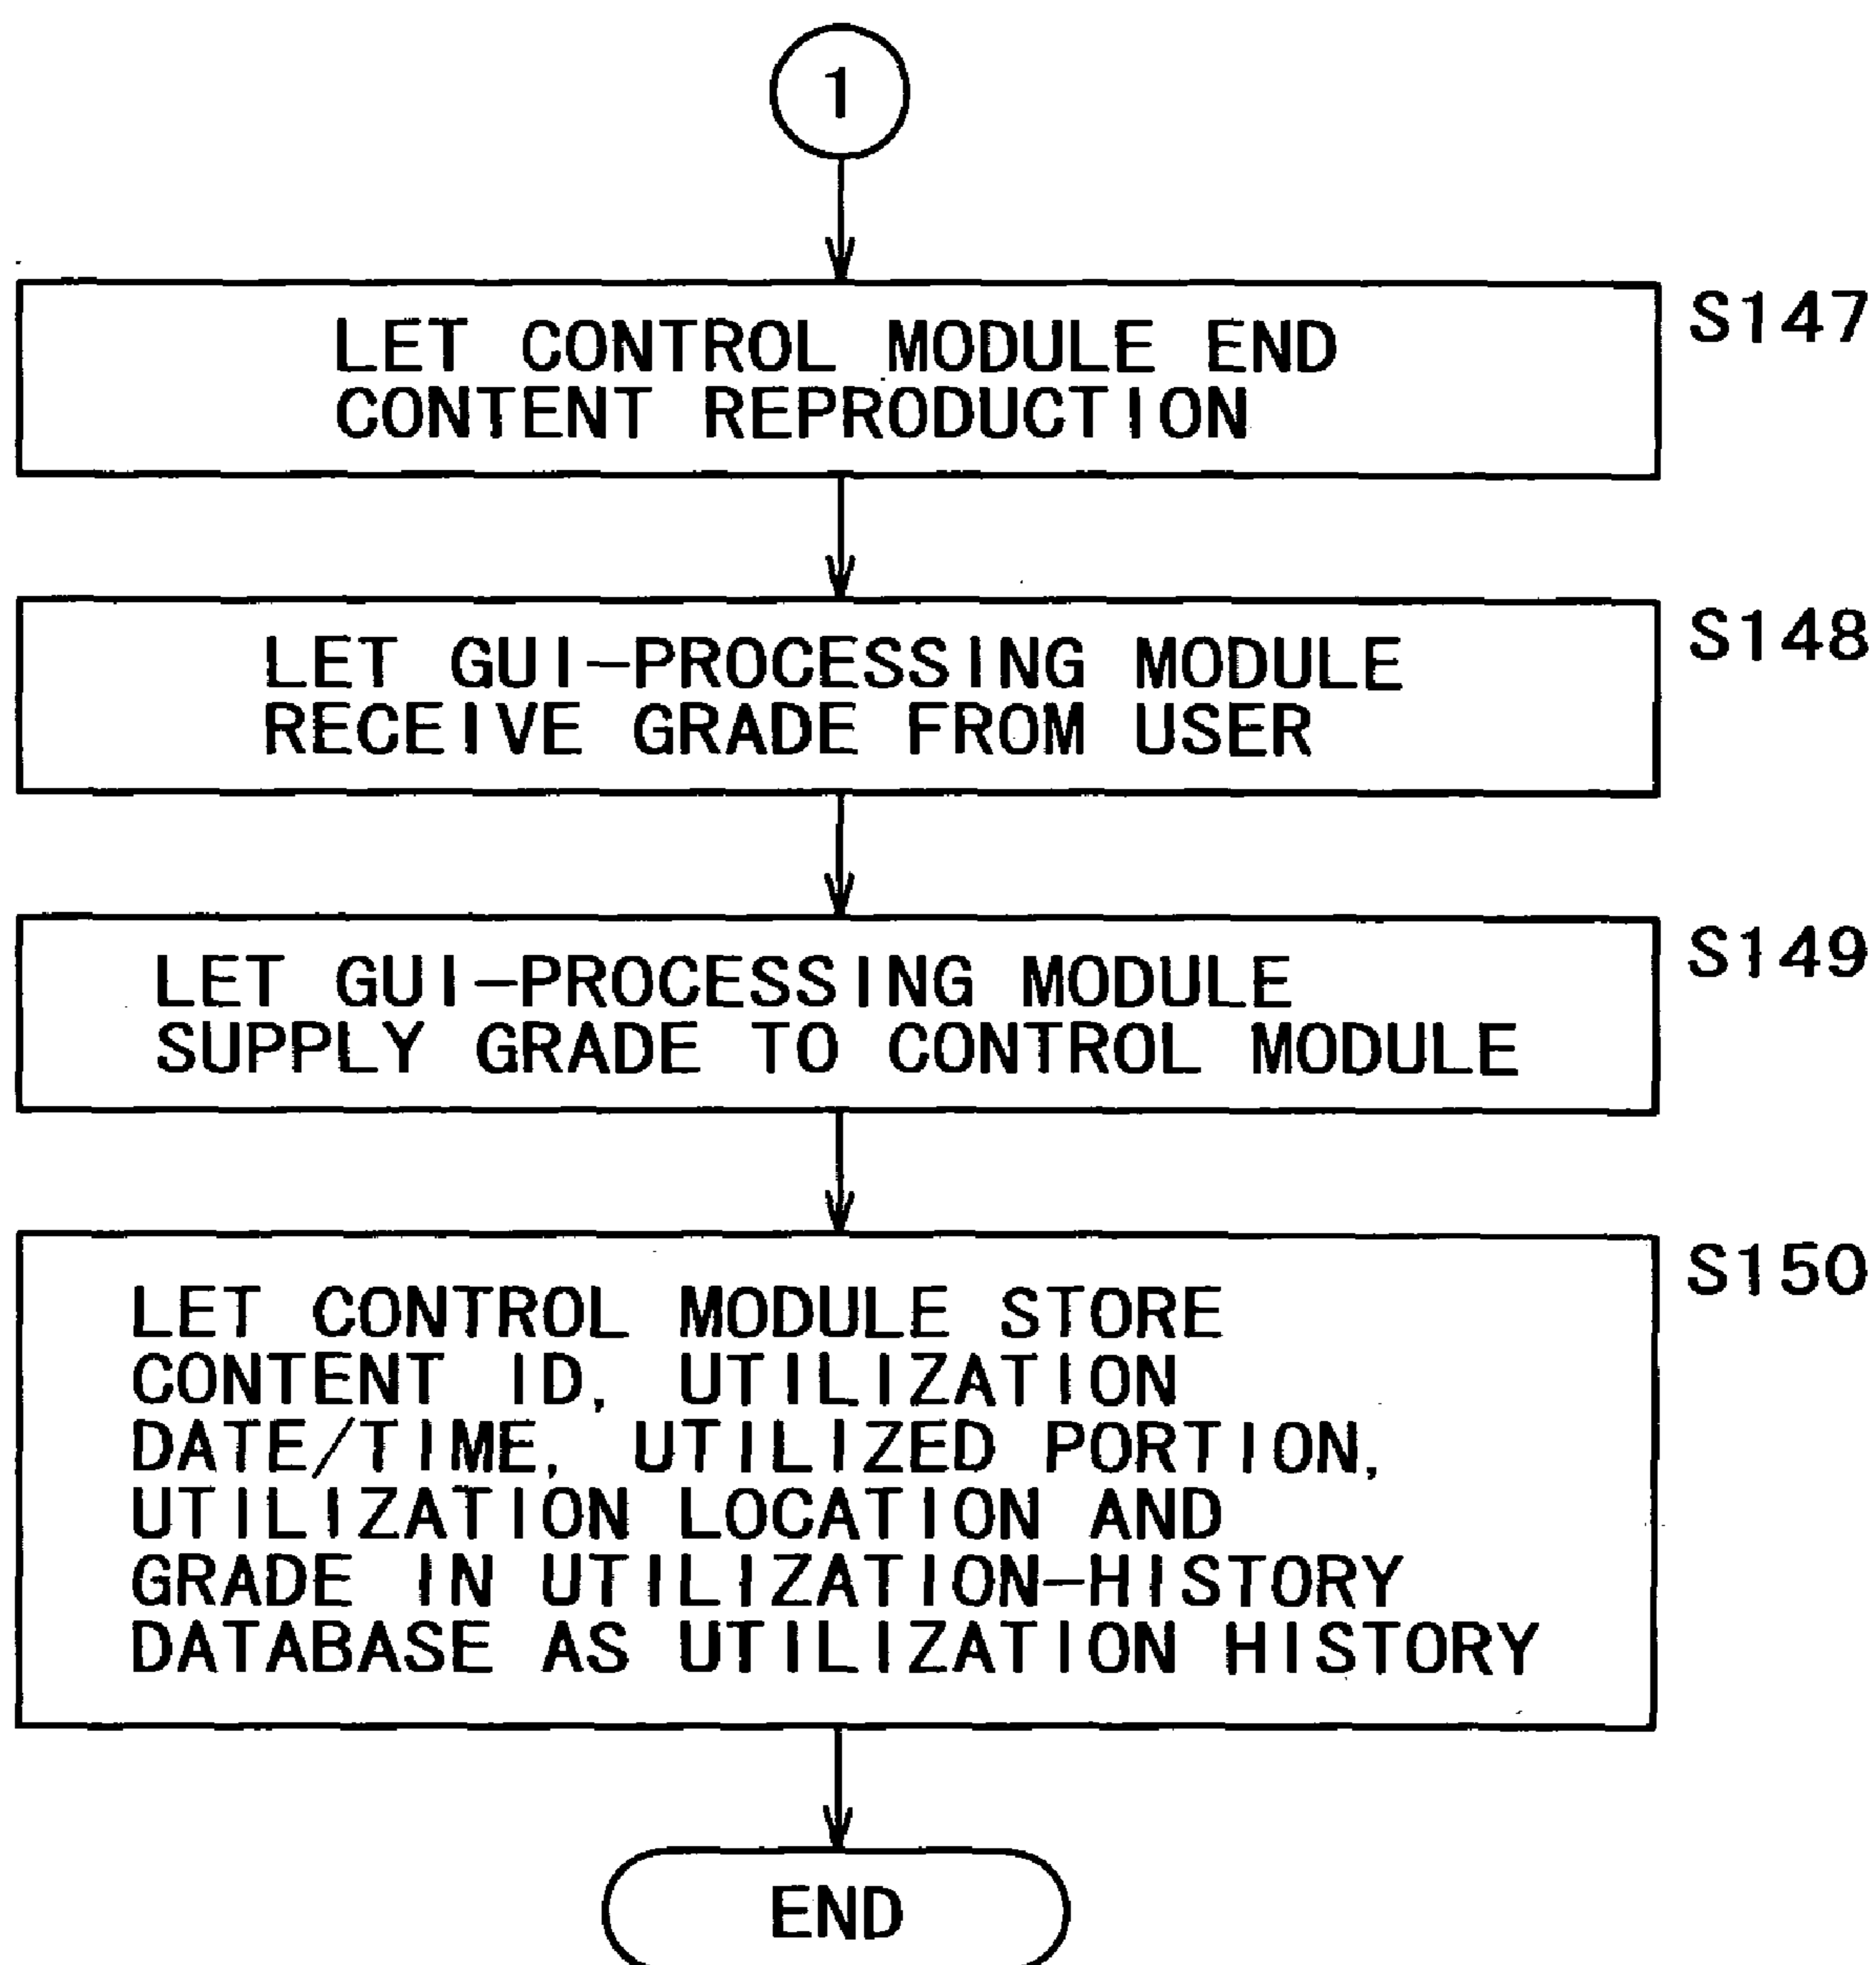 1
LET CONTROL MODULE END
CONTENT REPRODUCTION
S147
LET GUI-PROCESSING MODULE
RECEIVE GRADE FROM USER
S148
LET GUI-PROCESSING MODULE
SUPPLY GRADE TO CONTROL MODULE
S149
LET CONTROL MODULE STORE
CONTENT ID, UTILIZATION
DATE/TIME, UTILIZED PORTION,
UTILIZATION LOCATION AND
GRADE IN UTILIZATION-HISTORY
DATABASE AS UTILIZATION HISTORY
S150
END